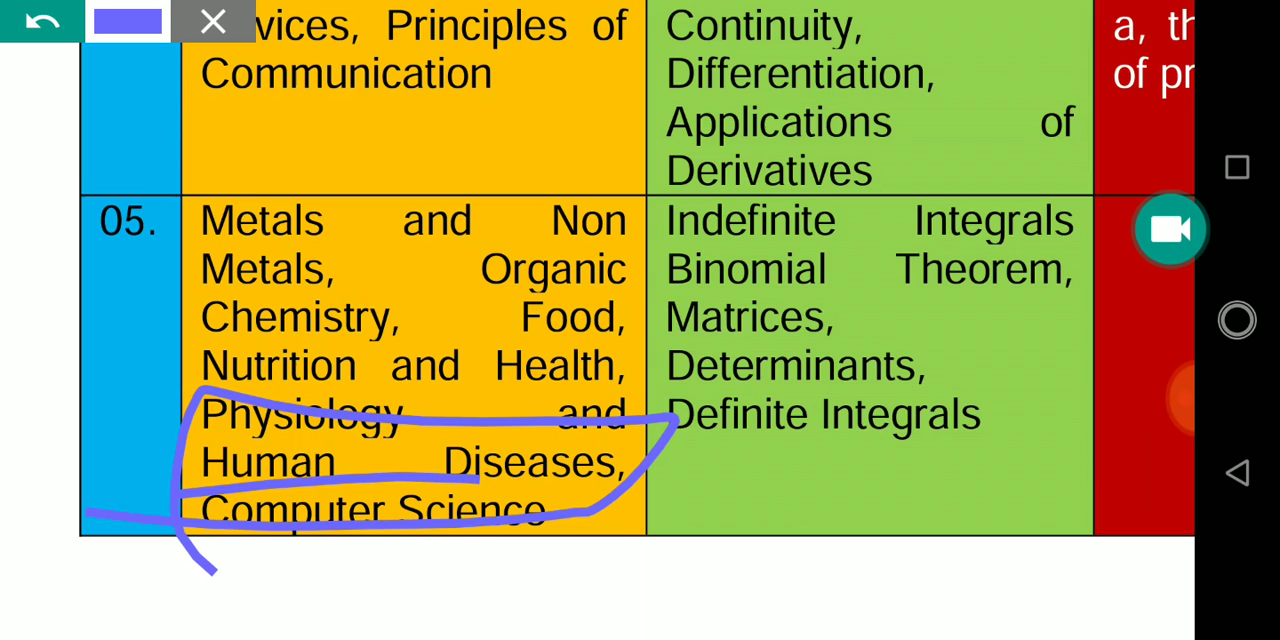 vices, Principles of
Communication
Continuity,
Differentiation,
Applications of
Derivatives
a, th
of pr
05.
Metals and Non
Metals, Organic
Chemistry, Food,
Nutrition and Health,
Physiology and
Human Diseases,
Computer Science
Indefinite Integrals
Binomial Theorem,
Matrices,
Determinants,
Definite Integrals